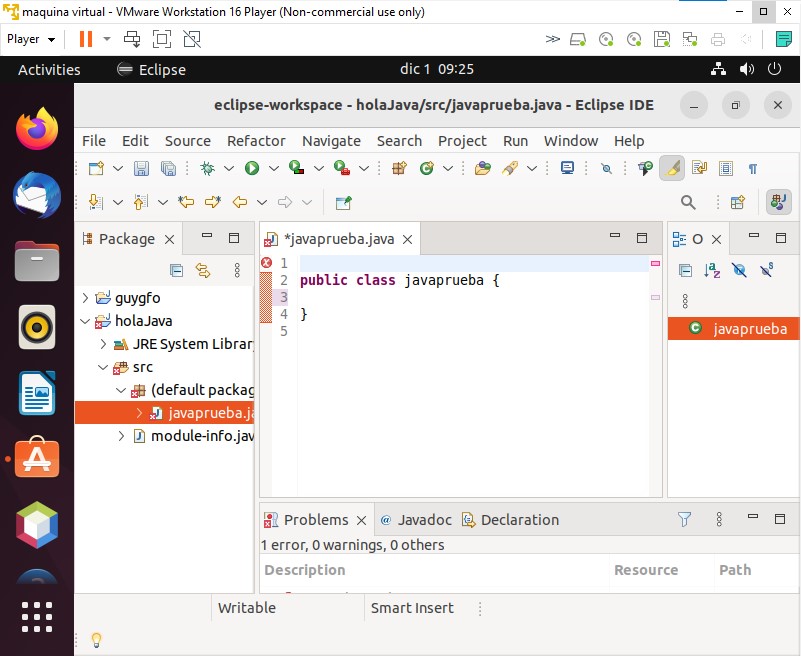 maquina virtual - VMware Workstation 16 Player (Non-commercial use only)
Player
Activities Eclipse dic 1 09:25
eclipse-workspace - holaJava/src/javaprueba.java - Eclipse IDE
File Edit Source Refactor Navigate Search Project Run Window Help
Package
guygfo
holaJava
JRE System Librar
src
(default packag
javaprueba.ja
module-info.jav
*javaprueba.java
1
2 public class javaprueba {
3
4 }
5
O
javaprueba
Problems Javadoc Declaration
1 error, 0 warnings, 0 others
Description Resource Path
Writable Smart Insert